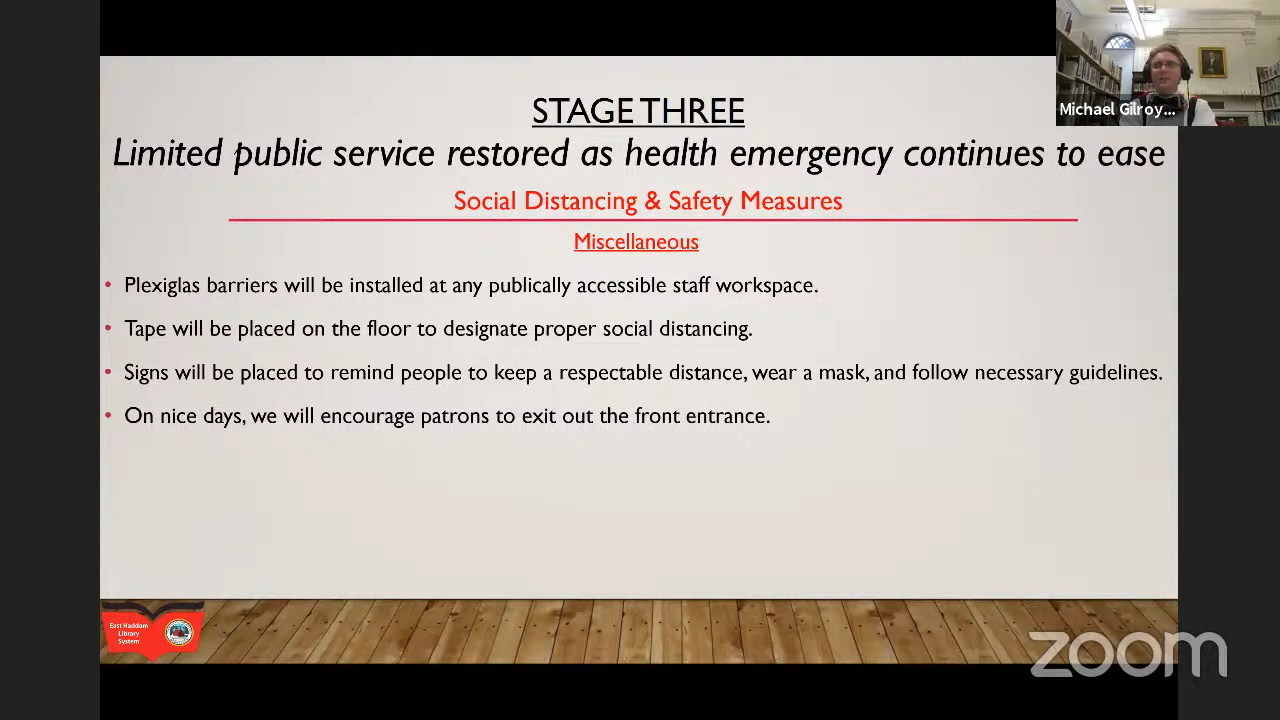 STAGE THREE
Limited public service restored as health emergency continues to ease
Social Distancing & Safety Measures
Miscellaneous
• Plexiglas barriers will be installed at any publically accessible staff workspace.
• Tape will be placed on the floor to designate proper social distancing.
• Signs will be placed to remind people to keep a respectable distance, wear a mask, and follow necessary guidelines.
• On nice days, we will encourage patrons to exit out the front entrance.
Michael Gilroy...
East Haddam
Library
System
zoom